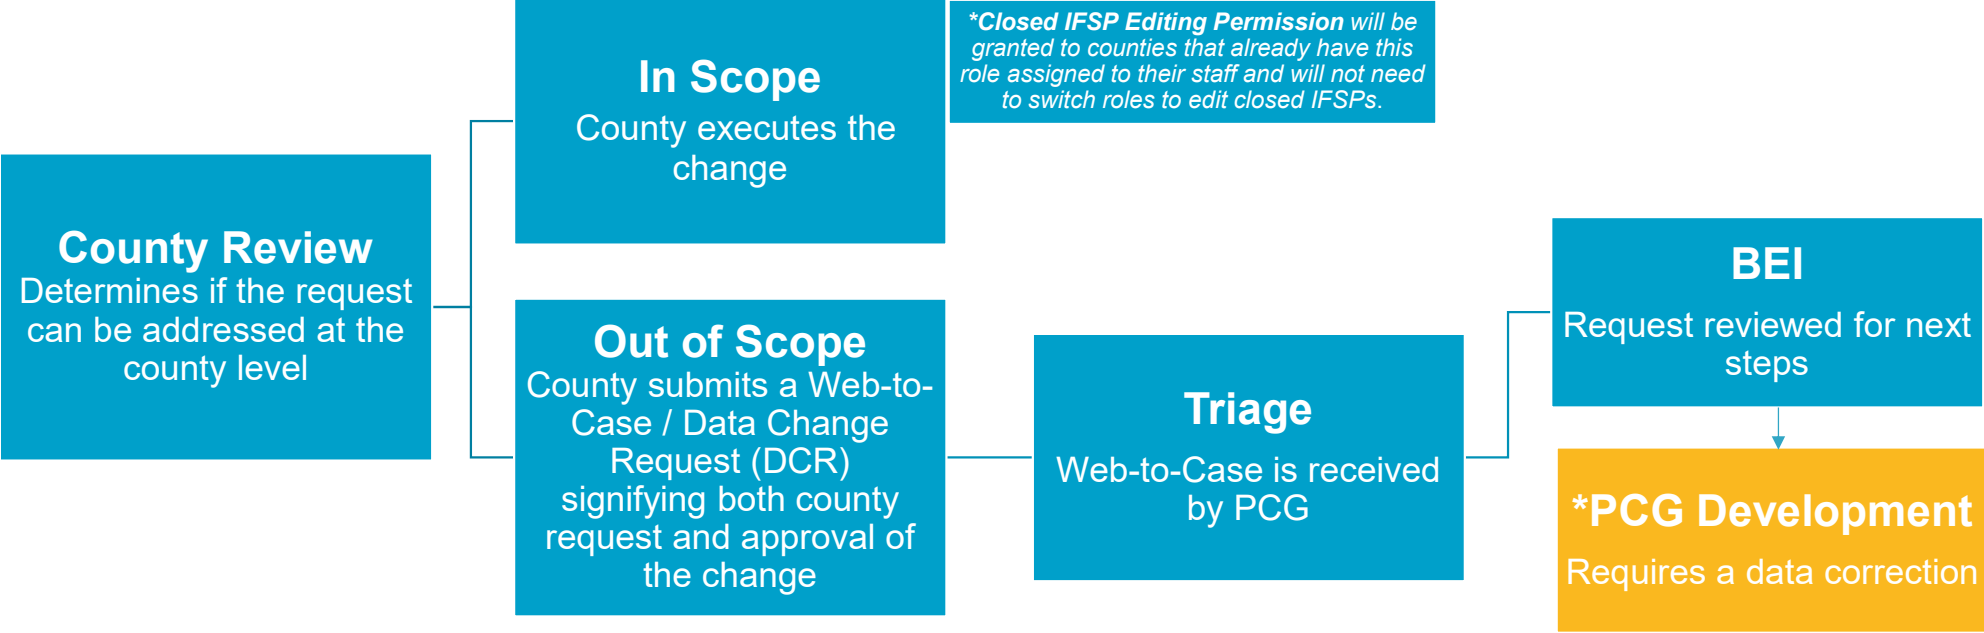 County Review
Determines if the request
can be addressed at the
county level
In Scope
County executes the
change
*Closed IFSP Editing Permission will be
granted to counties that already have this
role assigned to their staff and will not need
to switch roles to edit closed IFSPs.
Out of Scope
County submits a Web-to-
Case / Data Change
Request (DCR)
signifying both county
request and approval of
the change
Triage
Web-to-Case is received
by PCG
BEI
Request reviewed for next
steps
*PCG Development
Requires a data correction